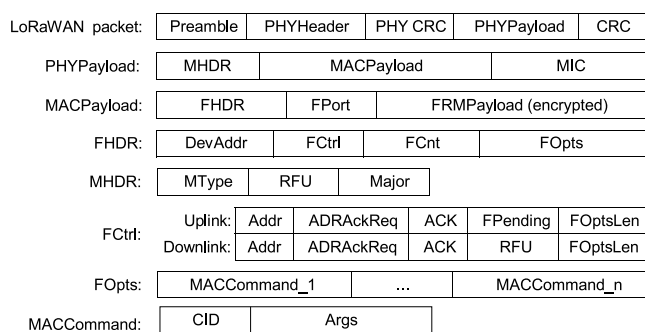 LoRaWAN packet: Preamble PHYHeader PHY CRC PHYPayload CRC
PHYPayload: MHDR MACPayload MIC
MACPayload: FHDR FPort FRMPayload (encrypted)
FHDR: DevAddr FCtrl FCnt FOpts
MHDR: MType RFU Major
FCtrl:
Uplink: Addr ADRAckReq ACK FPending FOptsLen
Downlink: Addr ADRAckReq ACK RFU FOptsLen
FOpts: MACCommand_1 ... MACCommand_n
MACCommand: CID Args